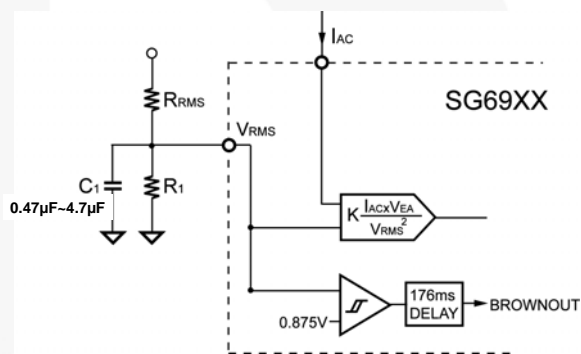 IAC
SG69XX
RRMS
VRMS
C1
R1
0.47µF~4.7µF
K IACxVEA
VRMS2
176ms
DELAY
BROWNOUT
0.875V